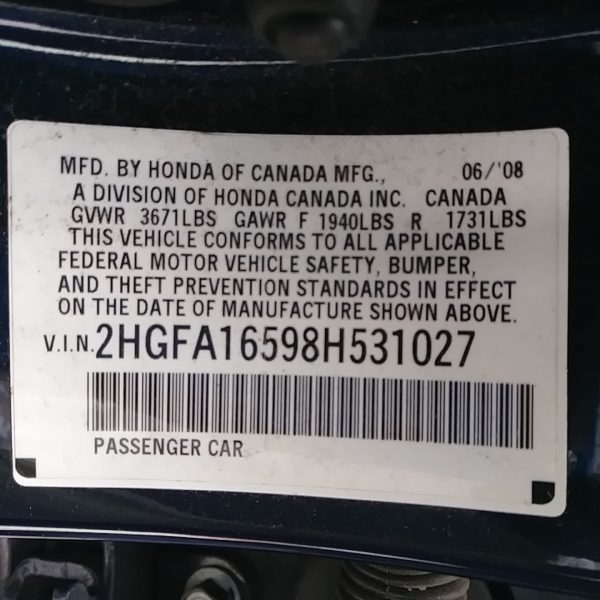 MFD. BY HONDA OF CANADA MFG., 06/'08
A DIVISION OF HONDA CANADA INC. CANADA
GVWR 3671LBS GAWR F 1940LBS R 1731LBS
THIS VEHICLE CONFORMS TO ALL APPLICABLE
FEDERAL MOTOR VEHICLE SAFETY, BUMPER,
AND THEFT PREVENTION STANDARDS IN EFFECT
ON THE DATE OF MANUFACTURE SHOWN ABOVE.
V.I.N. 2HGFA16598H531027
PASSENGER CAR